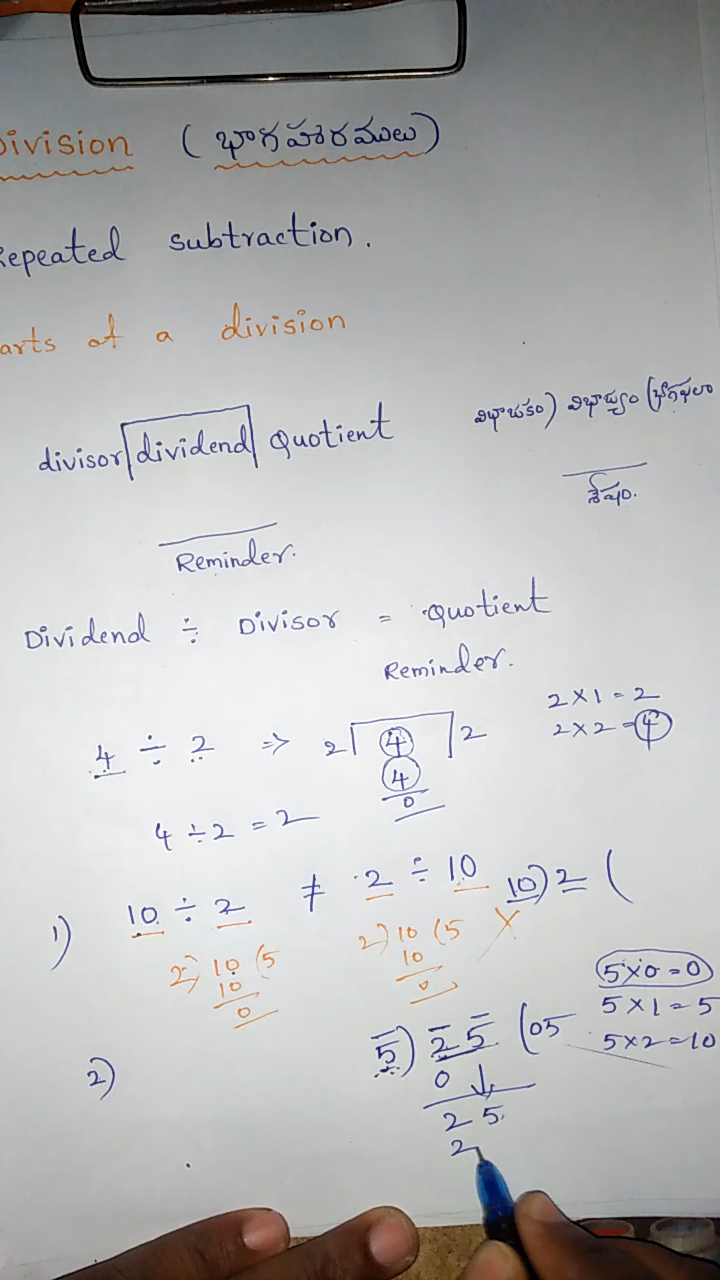 Division (భాగహారములు)
Repeated subtraction.
Parts of a division
divisor dividend Quotient
Reminder.
విభాజకం) విభాజ్యం (భాగఫలా
శేషం.
Dividend ÷ Divisor = Quotient
Reminder.
4 ÷ 2 => 2 4 2
4
0
2 X 1 = 2
2 X 2 = 4
4 ÷ 2 = 2
1) 10 ÷ 2 ≠ 2 ÷ 10 10) 2 (
2) 10 (5
10
0
2) 10 (5 X
10
0
5 X 0 = 0
5 X 1 = 5
5 X 2 = 10
2) 5) 25 (05
0 ↓
25
2